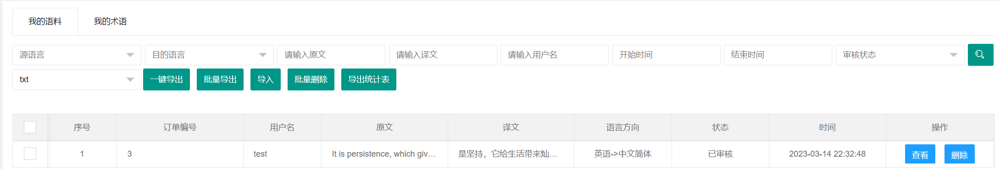 我的语料 我的术语
源语言 目的语言 请输入原文 请输入译文 请输入用户名 开始时间 结束时间 审核状态
txt 一键导出 批量导出 导入 批量删除 导出统计表
序号 订单编号 用户名 原文 译文 语言方向 状态 时间 操作
1 3 test It is persistence, which giv... 是坚持，它给生活带来灿... 英语->中文简体 已审核 2023-03-14 22:32:48 查看 删除